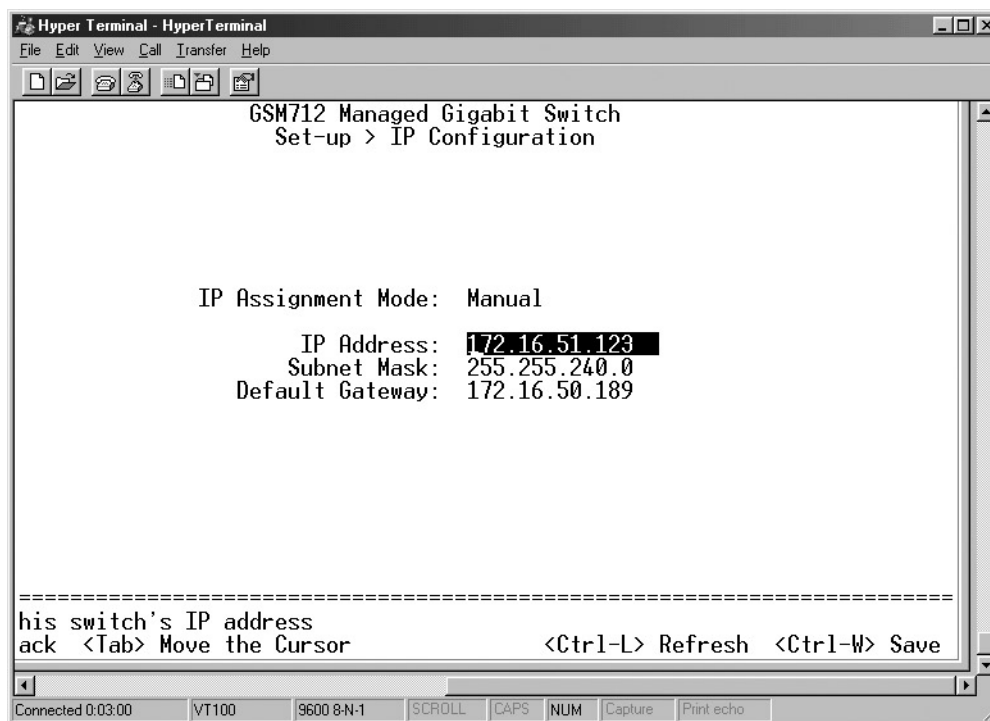 Hyper Terminal - HyperTerminal
File Edit View Call Transfer Help
GSM712 Managed Gigabit Switch
Set-up > IP Configuration
IP Assignment Mode: Manual
IP Address: 172.16.51.123
Subnet Mask: 255.255.240.0
Default Gateway: 172.16.50.189
================================================================================
his switch's IP address
ack <Tab> Move the Cursor <Ctrl-L> Refresh <Ctrl-W> Save
Connected 0:03:00 VT100 9600 8-N-1 SCROLL CAPS NUM Capture Print echo